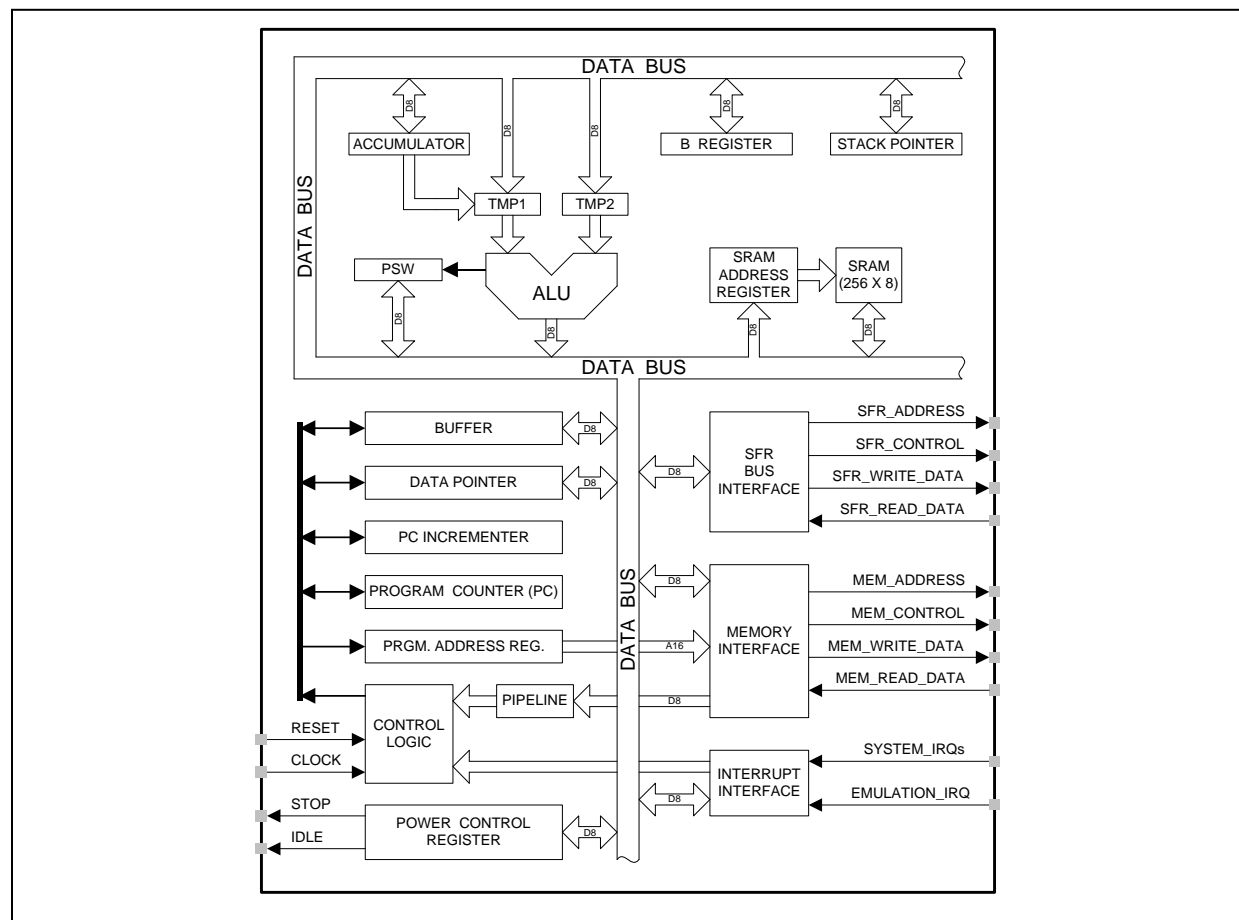 DATA BUS
D8
D8
D8
D8
D8
ACCUMULATOR
B REGISTER
STACK POINTER
DATA BUS
TMP1
TMP2
PSW
ALU
SRAM
ADDRESS
REGISTER
SRAM
(256 X 8)
D8
D8
D8
D8
DATA BUS
BUFFER
D8
DATA POINTER
D8
PC INCREMENTER
PROGRAM COUNTER (PC)
PRGM. ADDRESS REG.
A16
DATA BUS
D8
SFR
BUS
INTERFACE
SFR_ADDRESS
SFR_CONTROL
SFR_WRITE_DATA
SFR_READ_DATA
D8
MEMORY
INTERFACE
MEM_ADDRESS
MEM_CONTROL
MEM_WRITE_DATA
MEM_READ_DATA
PIPELINE
D8
RESET
CLOCK
CONTROL
LOGIC
INTERRUPT
INTERFACE
SYSTEM_IRQs
EMULATION_IRQ
D8
STOP
IDLE
POWER CONTROL
REGISTER
D8